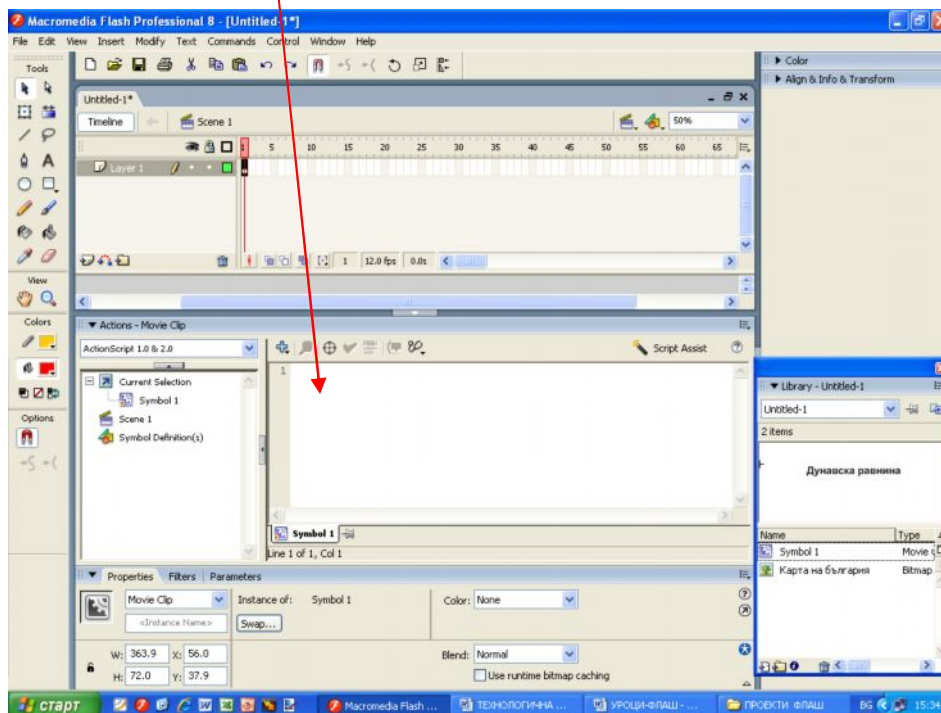 Macromedia Flash Professional 8 - [Untitled-1*]
File Edit View Insert Modify Text Commands Control Window Help
Tools
View
Colors
Options
Untitled-1*
Timeline
Scene 1
50%
1 5 10 15 20 25 30 35 40 45 50 55 60 65
Layer 1
1 12.0 fps 0.0s
Color
Align & Info & Transform
Actions - Movie Clip
ActionScript 1.0 & 2.0
Script Assist
Current Selection
Symbol 1
Scene 1
Symbol Definition(s)
1
Symbol 1
Line 1 of 1, Col 1
Library - Untitled-1
Untitled-1
2 items
Дунавска равнина
Name Type
Symbol 1 Movie
Карта на българия Bitmap
Properties Filters Parameters
Movie Clip
Instance of: Symbol 1
Color: None
<Instance Name>
Swap...
W: 363.9 X: 56.0
H: 72.0 Y: 37.9
Blend: Normal
Use runtime bitmap caching
старт
Macromedia Flash ...
ТЕХНОЛОГИЧНА ...
УРОЦИ-ФЛАШ - ...
ПРОЕКТИ ФЛАШ
BG
15:34